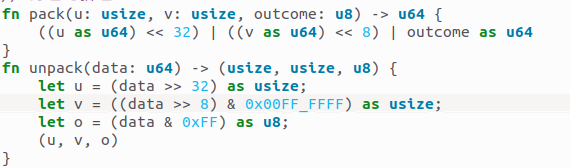 fn pack(u: usize, v: usize, outcome: u8) -> u64 {
    ((u as u64) << 32) | ((v as u64) << 8) | outcome as u64
}
fn unpack(data: u64) -> (usize, usize, u8) {
    let u = (data >> 32) as usize;
    let v = ((data >> 8) & 0x00FF_FFFF) as usize;
    let o = (data & 0xFF) as u8;
    (u, v, o)
}